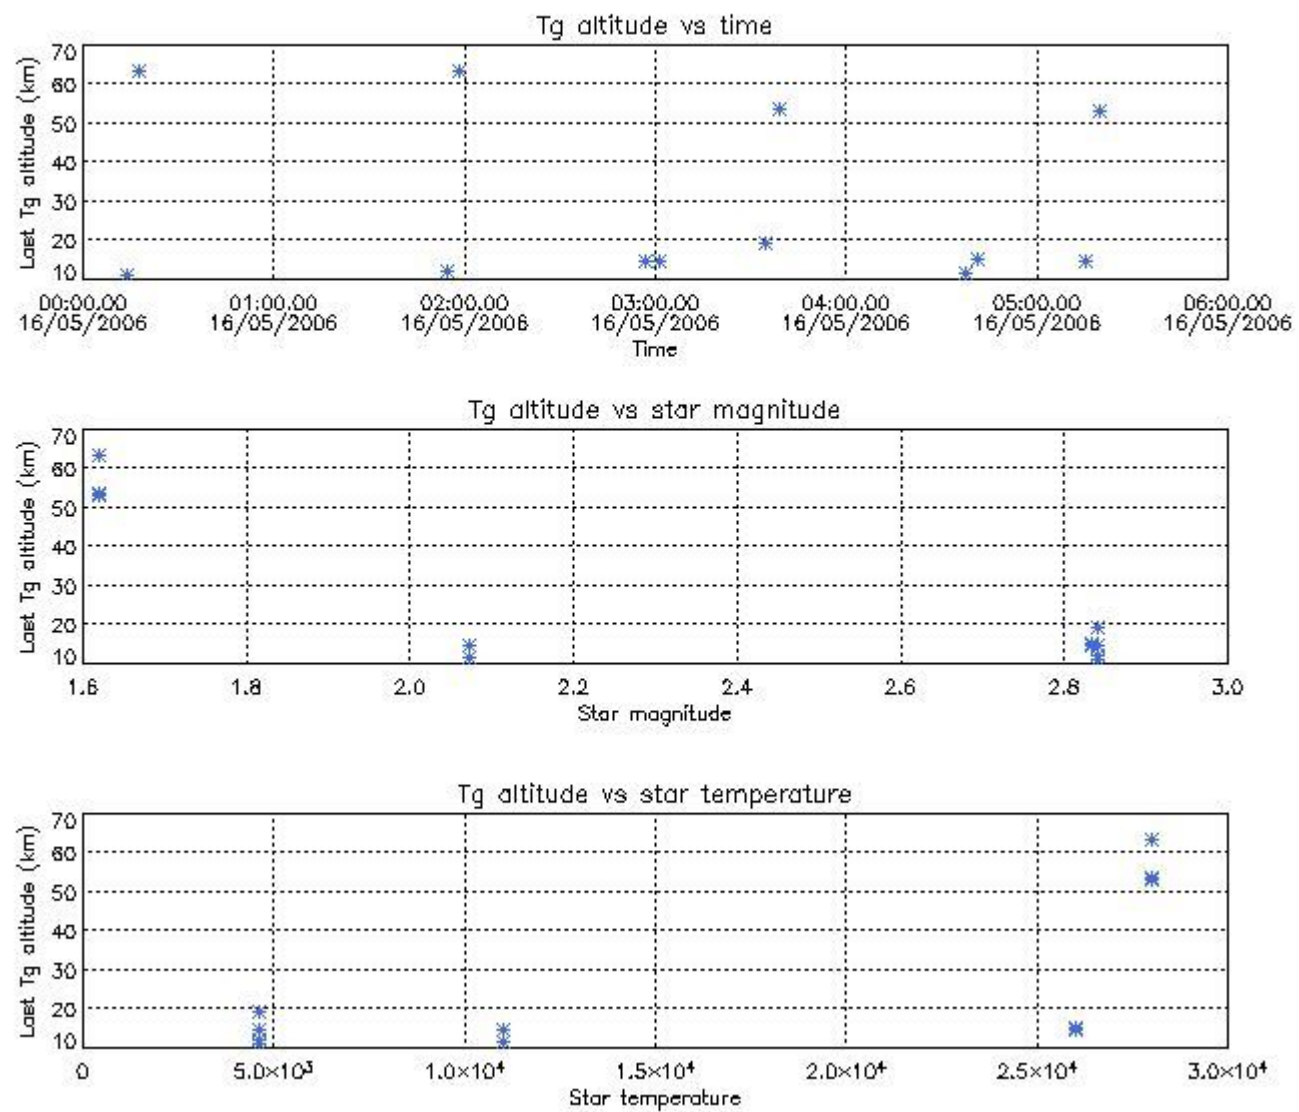 Tg altitude vs time
70
60
50
40
30
20
10
Last Tg altitude (km)
00:00.00 01:00.00 02:00.00 03:00.00 04:00.00 05:00.00 06:00.00
16/05/2006 16/05/2006 16/05/2006 16/05/2006 16/05/2006 16/05/2006 16/05/2006
Time
Tg altitude vs star magnitude
70
60
50
40
30
20
10
Last Tg altitude (km)
1.6 1.8 2.0 2.2 2.4 2.6 2.8 3.0
Star magnitude
Tg altitude vs star temperature
70
60
50
40
30
20
10
Last Tg altitude (km)
0 5.0×10³ 1.0×10⁴ 1.5×10⁴ 2.0×10⁴ 2.5×10⁴ 3.0×10⁴
Star temperature